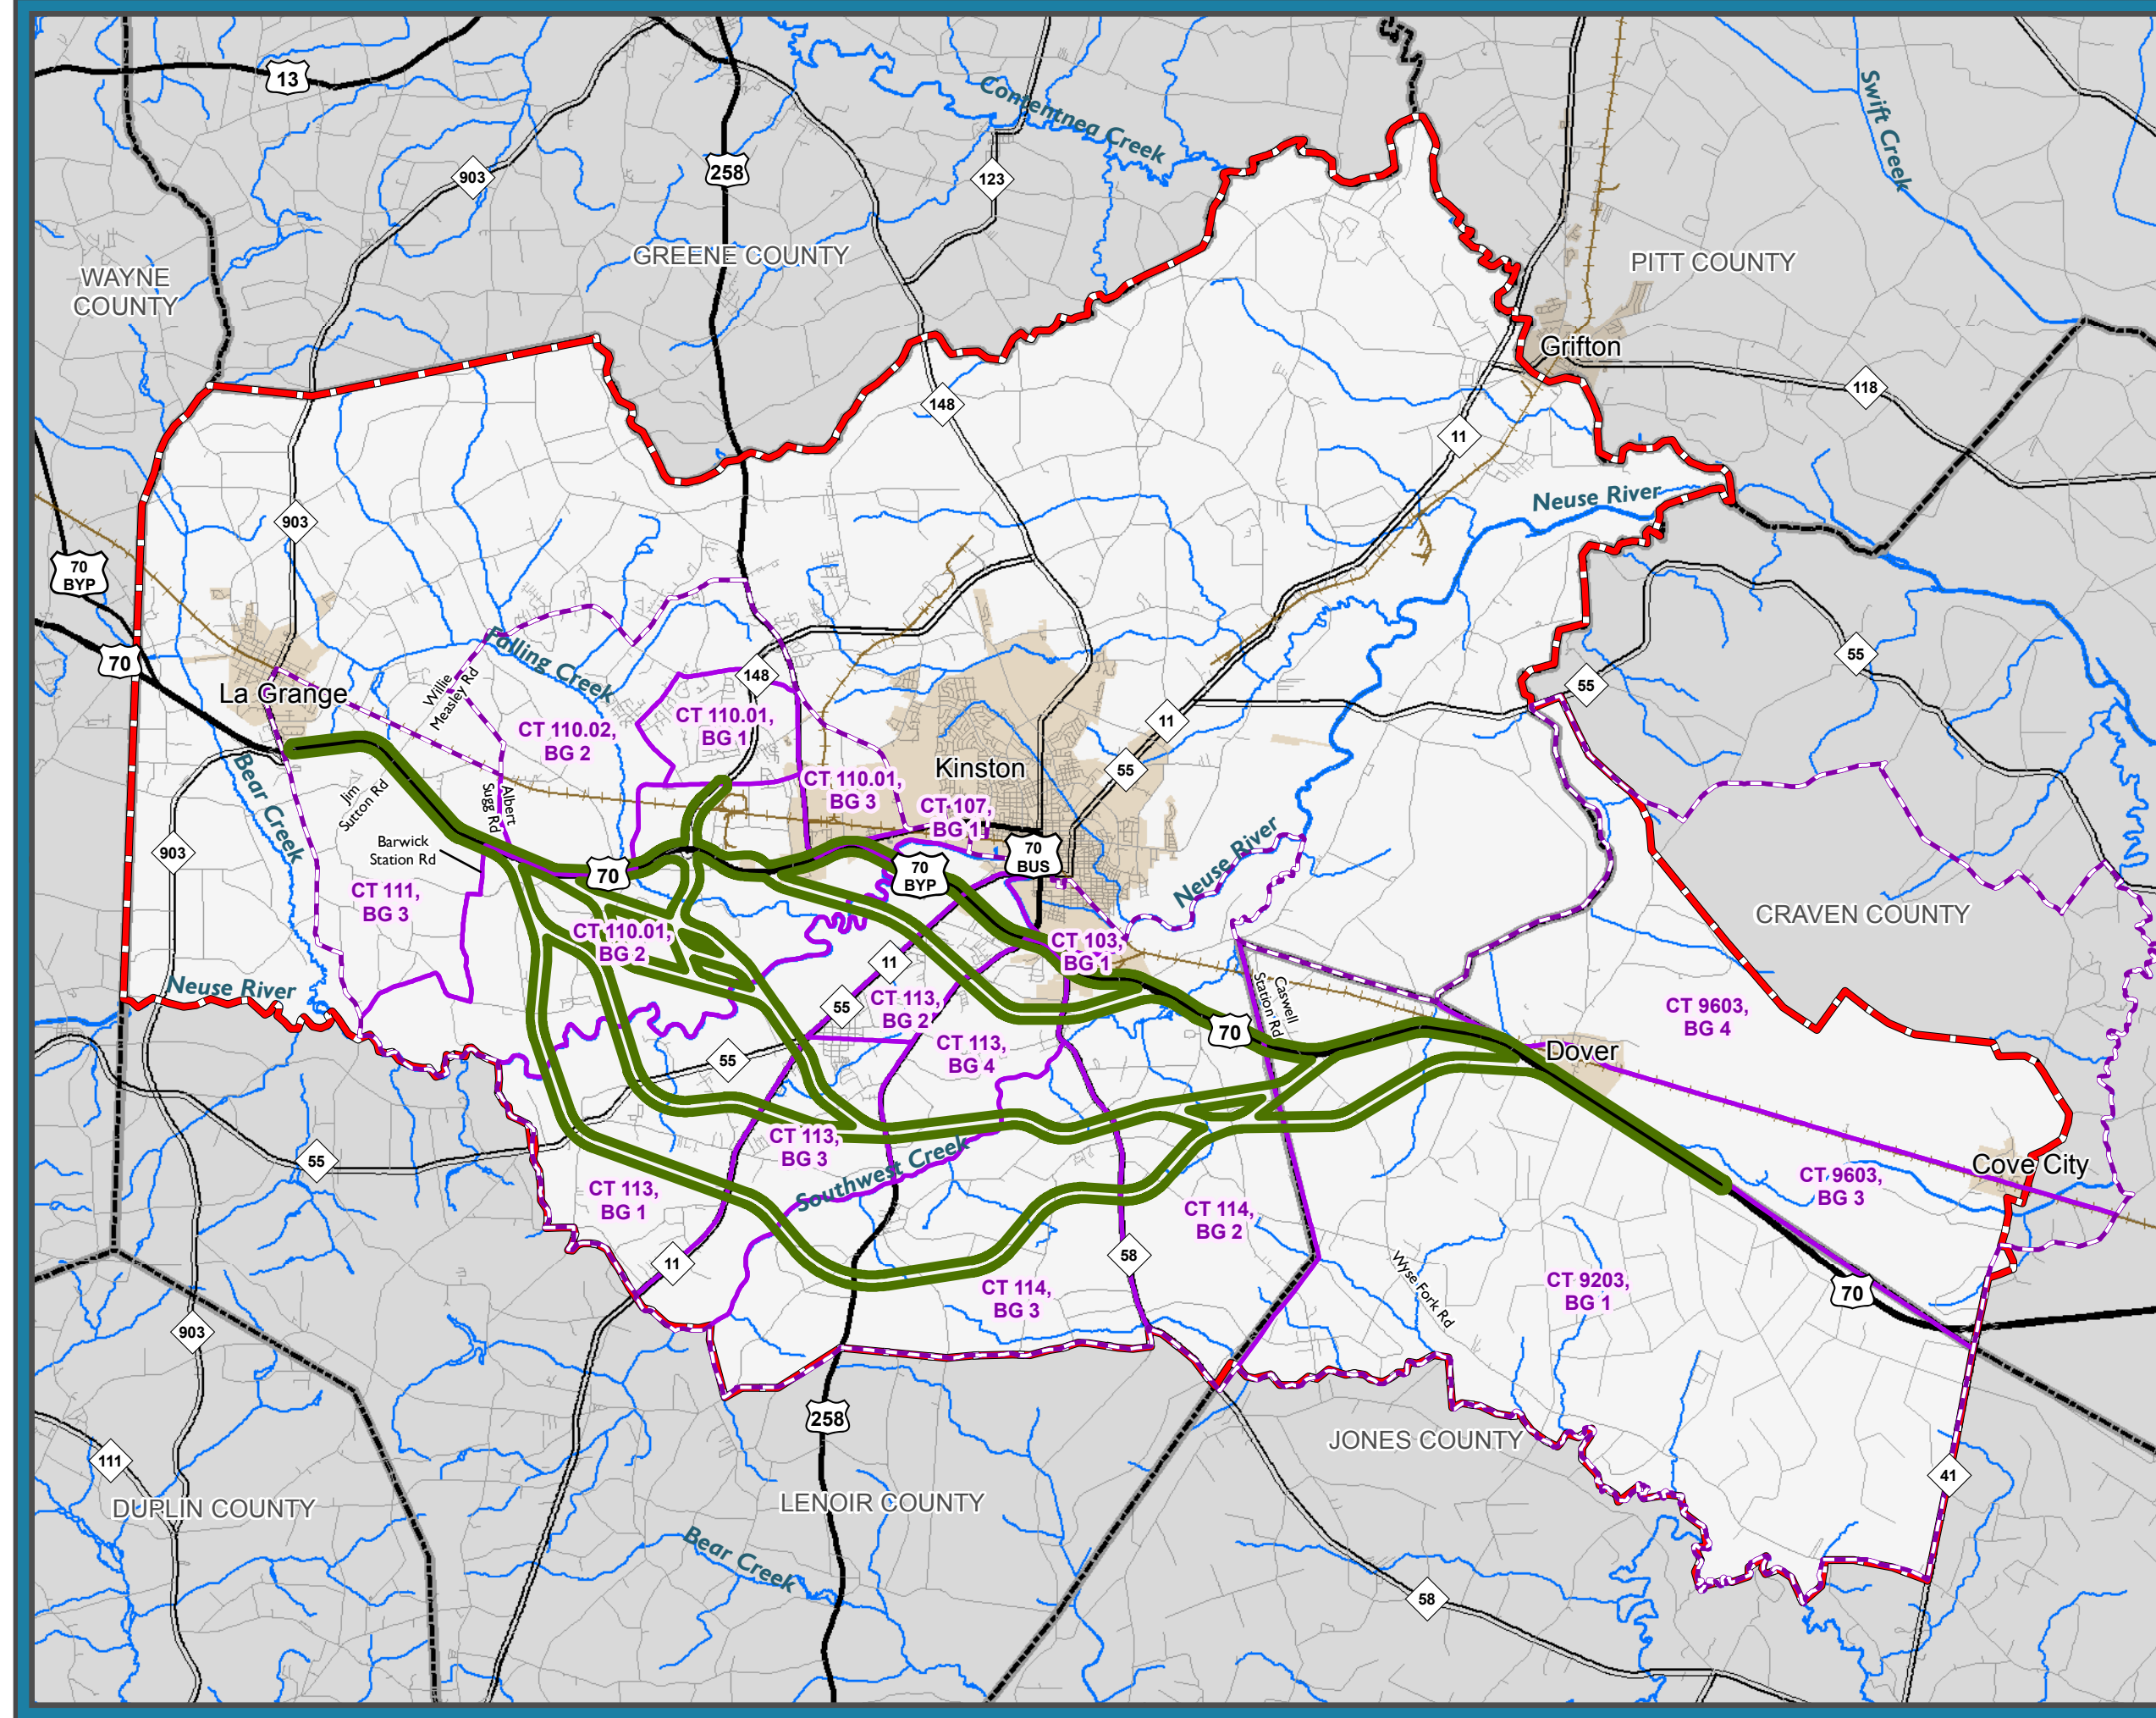 13
Contentnea Creek
Swift Creek
903
258
123
GREENE COUNTY
PITT COUNTY
WAYNE
COUNTY
Grifton
118
148
11
903
Neuse River
70
BYP
Falling Creek
55
55
70
La Grange
Willie
Measley Rd
148
CT 110.02,
BG 2
CT 110.01,
BG 1
11
Kinston
55
Bear Creek
Jim
Sutton Rd
Albert
Sugg Rd
CT 110.01,
BG 3
CT 107,
BG 1
903
Barwick
Station Rd
70
BUS
70
BYP
70
Neuse River
CT 111,
BG 3
CRAVEN COUNTY
CT 110.01,
BG 2
CT 103,
BG 1
11
Neuse River
Caswell
Station Rd
55
CT 113,
BG 2
CT 9603,
BG 4
70
55
CT 113,
BG 4
Dover
55
CT 113,
BG 3
Southwest Creek
Cove City
CT 9603,
BG 3
CT 113,
BG 1
CT 114,
BG 2
58
11
CT 114,
BG 3
Wyse Fork Rd
CT 9203,
BG 1
70
903
258
JONES COUNTY
111
41
DUPLIN COUNTY
LENOIR COUNTY
Bear Creek
58